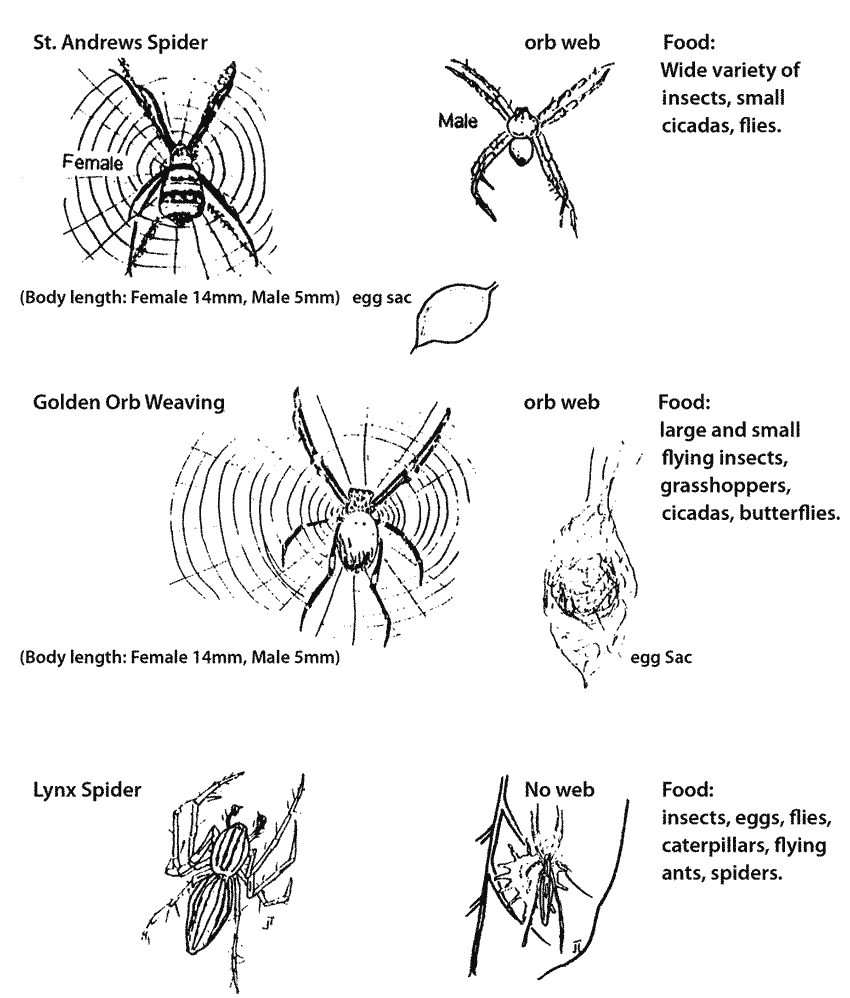 St. Andrews Spider
orb web
Food:
Wide variety of
insects, small
cicadas, flies.
Female
Male
(Body length: Female 14mm, Male 5mm)
egg sac
Golden Orb Weaving
orb web
Food:
large and small
flying insects,
grasshoppers,
cicadas, butterflies.
(Body length: Female 14mm, Male 5mm)
egg Sac
Lynx Spider
No web
Food:
insects, eggs, flies,
caterpillars, flying
ants, spiders.